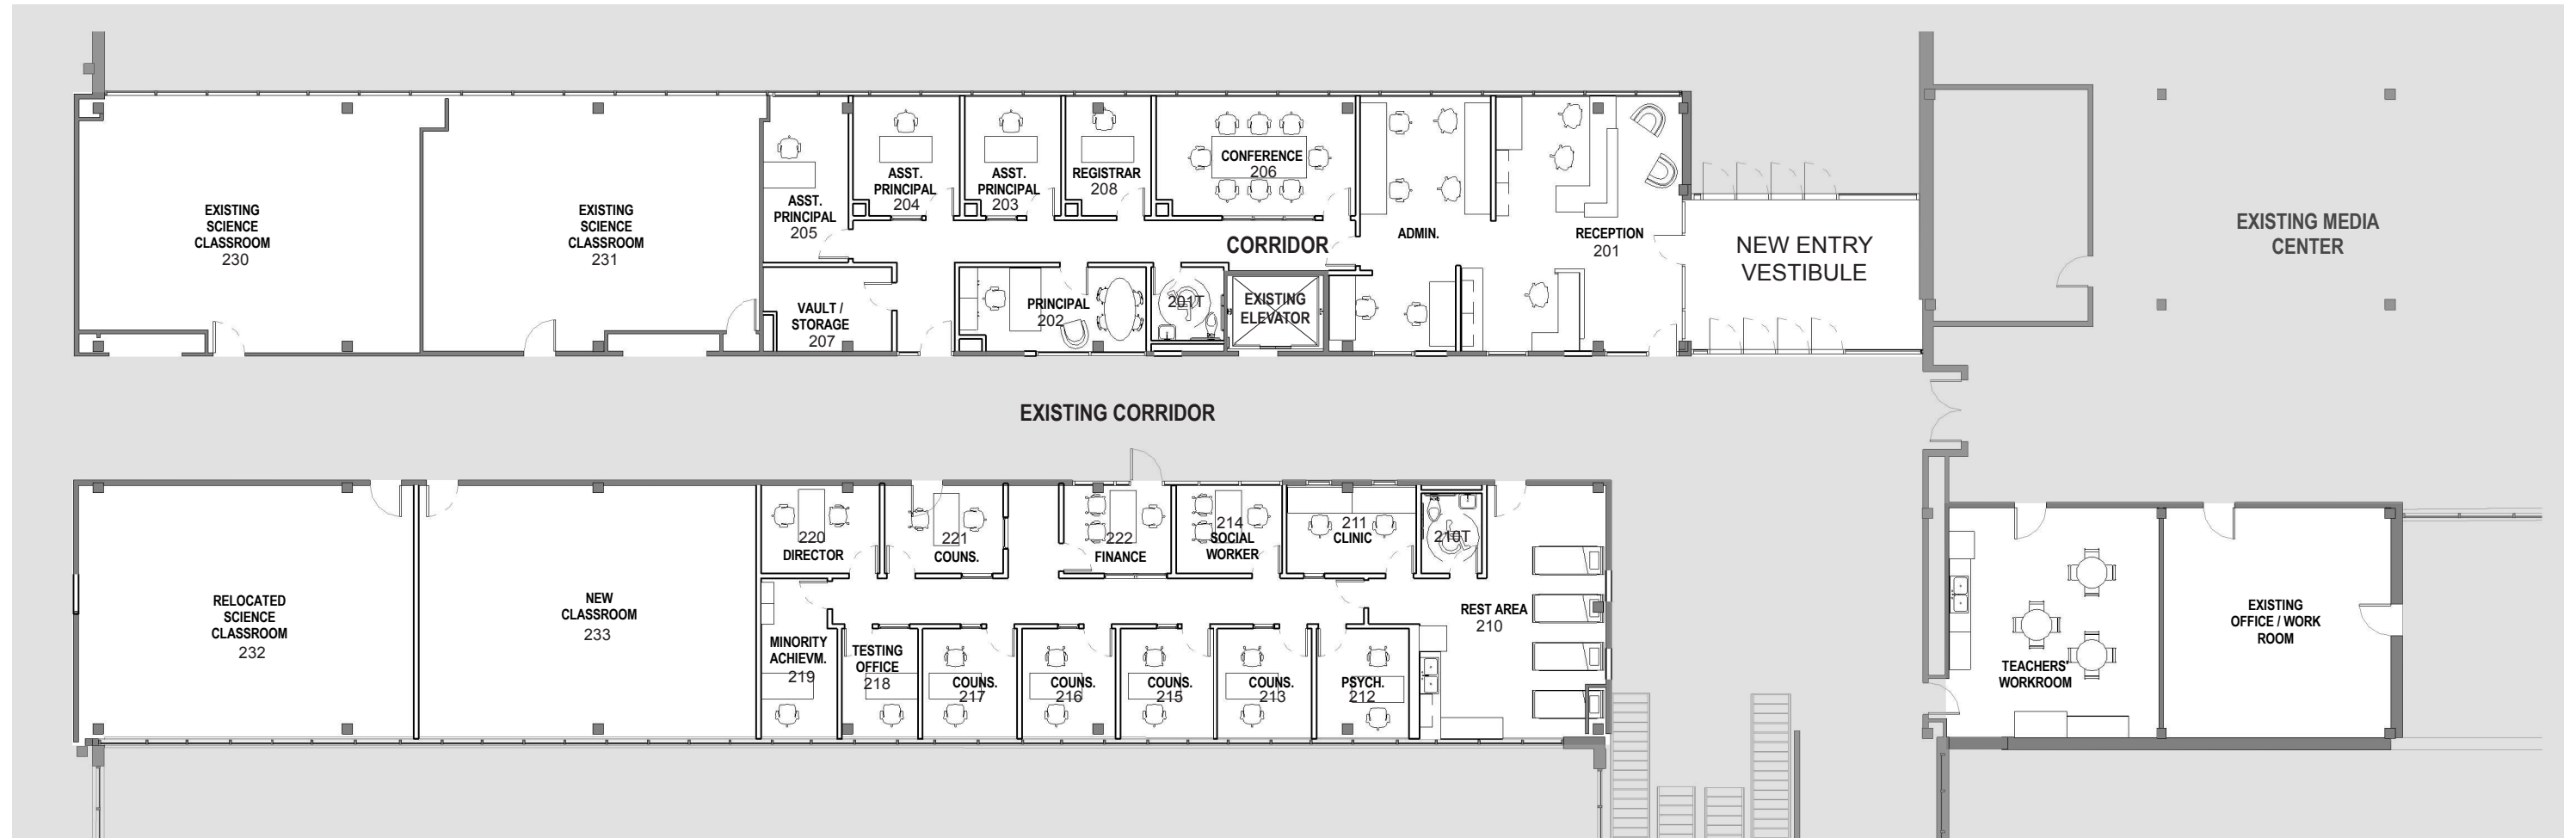 EXISTING
SCIENCE
CLASSROOM
230
EXISTING
SCIENCE
CLASSROOM
231
ASST.
PRINCIPAL
205
ASST.
PRINCIPAL
204
ASST.
PRINCIPAL
203
REGISTRAR
208
CONFERENCE
206
CORRIDOR
ADMIN.
RECEPTION
201
NEW ENTRY
VESTIBULE
EXISTING MEDIA
CENTER
VAULT /
STORAGE
207
PRINCIPAL
202
201T
EXISTING
ELEVATOR
EXISTING CORRIDOR
220
DIRECTOR
221
COUNS.
222
FINANCE
214
SOCIAL
WORKER
211
CLINIC
210T
RELOCATED
SCIENCE
CLASSROOM
232
NEW
CLASSROOM
233
MINORITY
ACHIEVM.
219
TESTING
OFFICE
218
COUNS.
217
COUNS.
216
COUNS.
215
COUNS.
213
PSYCH.
212
REST AREA
210
TEACHERS'
WORKROOM
EXISTING
OFFICE / WORK
ROOM